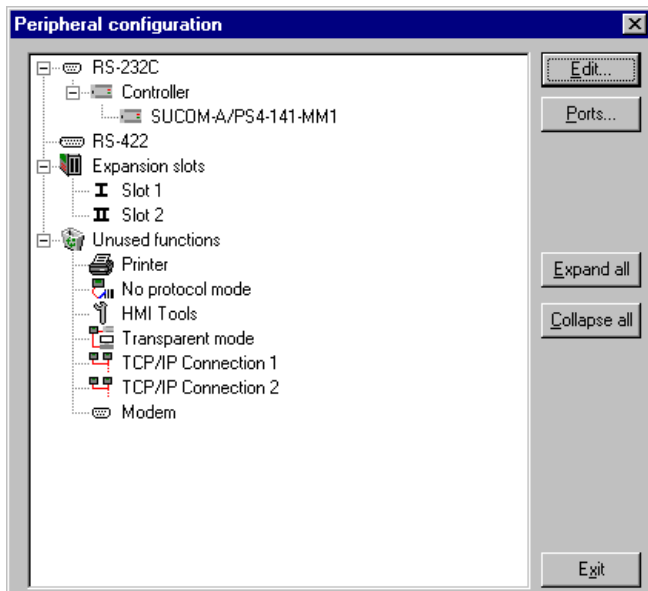 Peripheral configuration
RS-232C
Controller
SUCOM-A/PS4-141-MM1
RS-422
Expansion slots
I Slot 1
II Slot 2
Unused functions
Printer
No protocol mode
HMI Tools
Transparent mode
TCP/IP Connection 1
TCP/IP Connection 2
Modem
Edit...
Ports...
Expand all
Collapse all
Exit